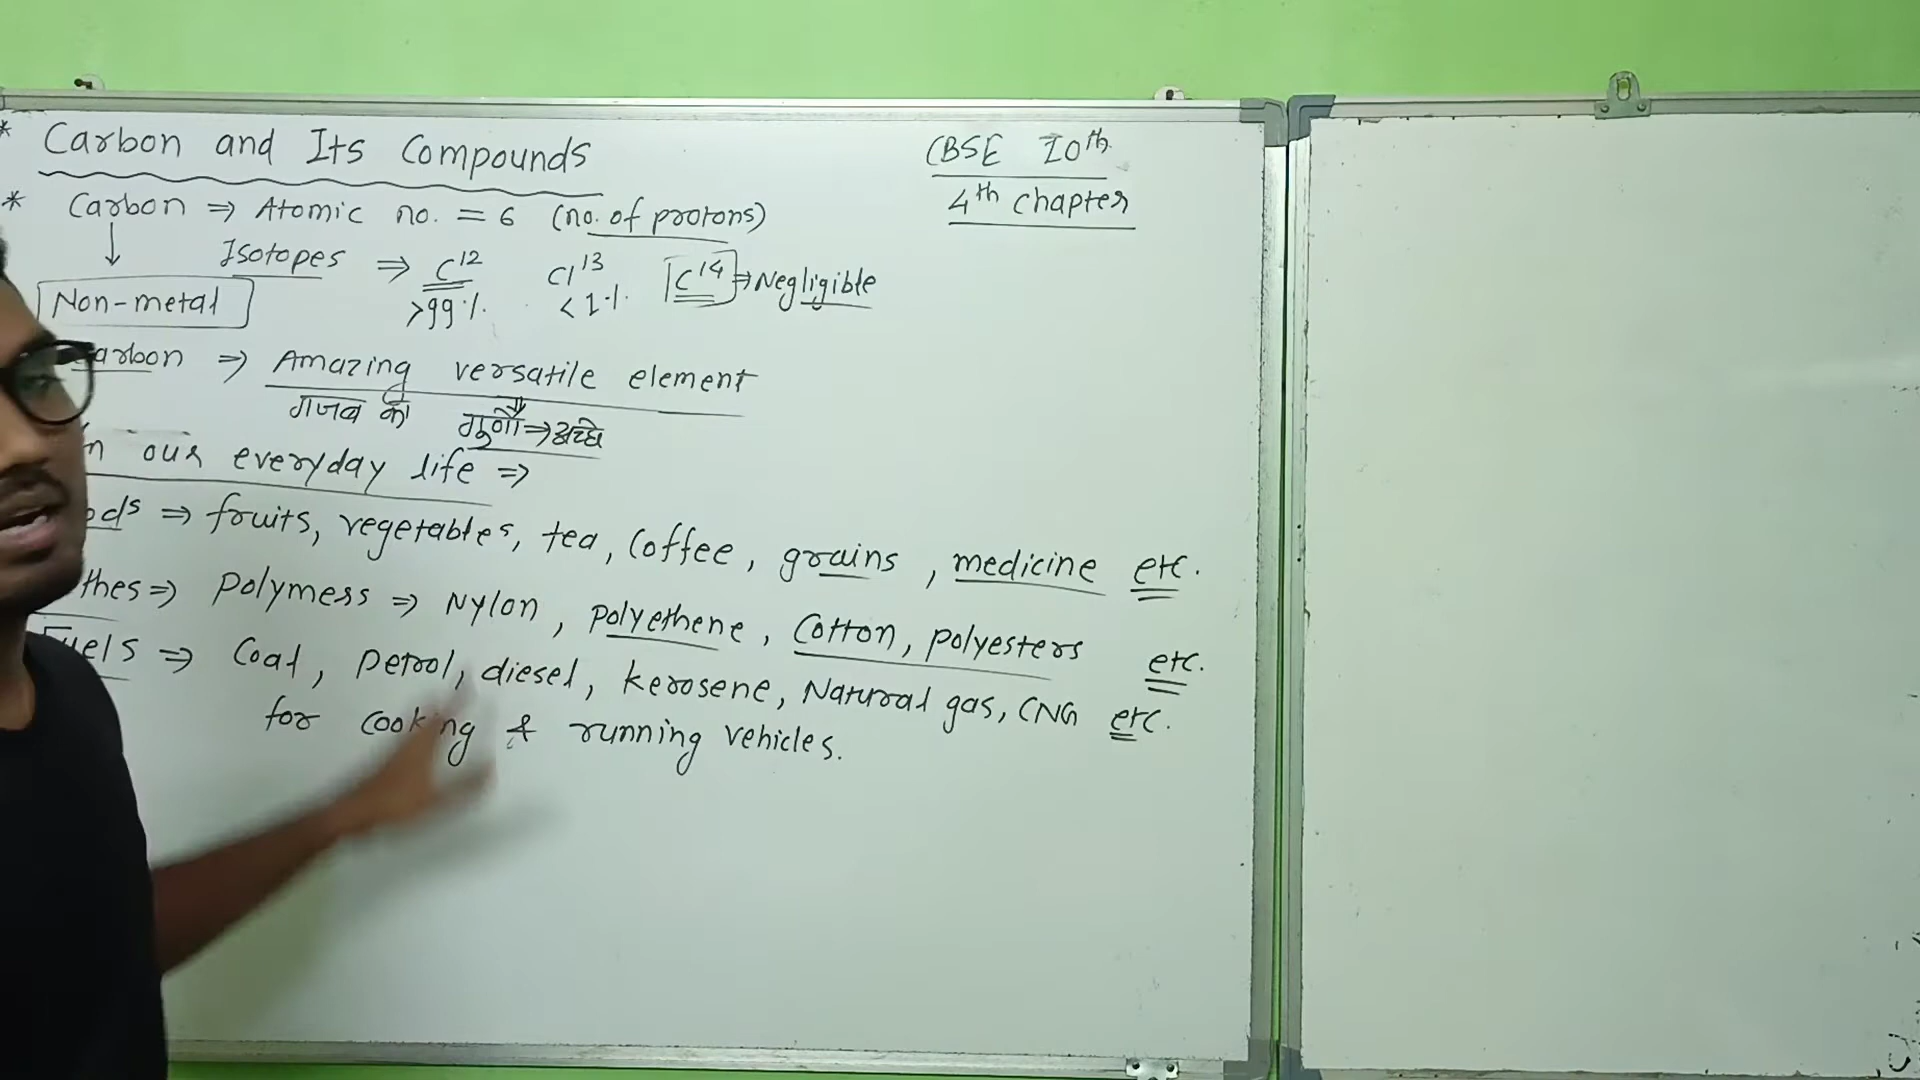 * Carbon and Its Compounds
CBSE 10th
4th chapter
* Carbon ⇒ Atomic no. = 6 (no. of protons)
Isotopes ⇒ C12 C13 C14 ⇒ Negligible
Non-metal
>99% <1%
Carbon ⇒ Amazing versatile element
गजब का गुणों ⇒ अच्छे
In our everyday life ⇒
ods ⇒ fruits, vegetables, tea, Coffee, grains, medicine etc.
thes ⇒ Polymess ⇒ Nylon, polyethene, Cotton, polyesters etc.
Fuels ⇒ Coal, petrol, diesel, kerosene, Natural gas, CNG etc.
for cooking & running vehicles.